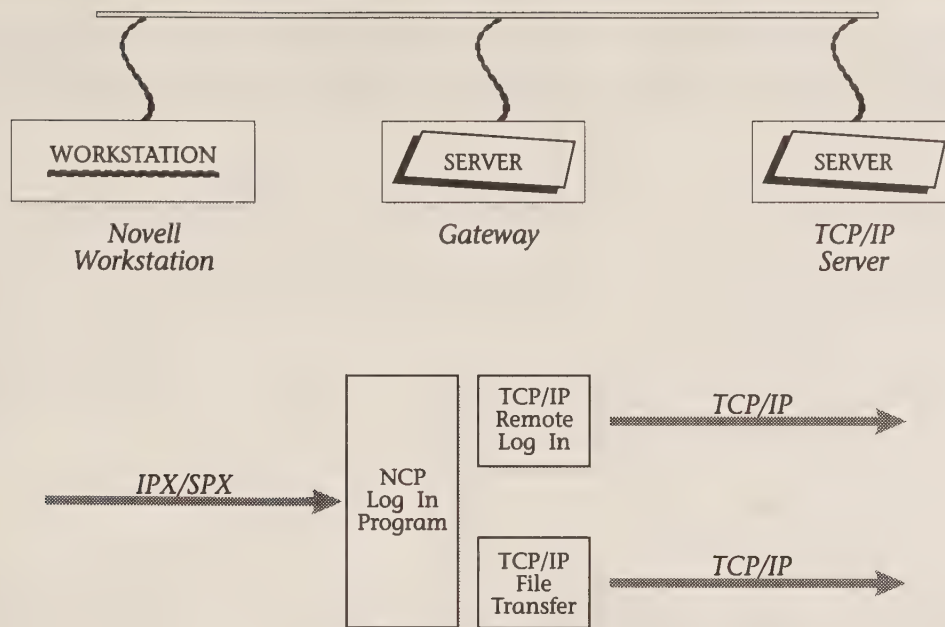 WORKSTATION
SERVER
SERVER
Novell
Workstation
Gateway
TCP/IP
Server
IPX/SPX
NCP
Log In
Program
TCP/IP
Remote
Log In
TCP/IP
TCP/IP
File
Transfer
TCP/IP